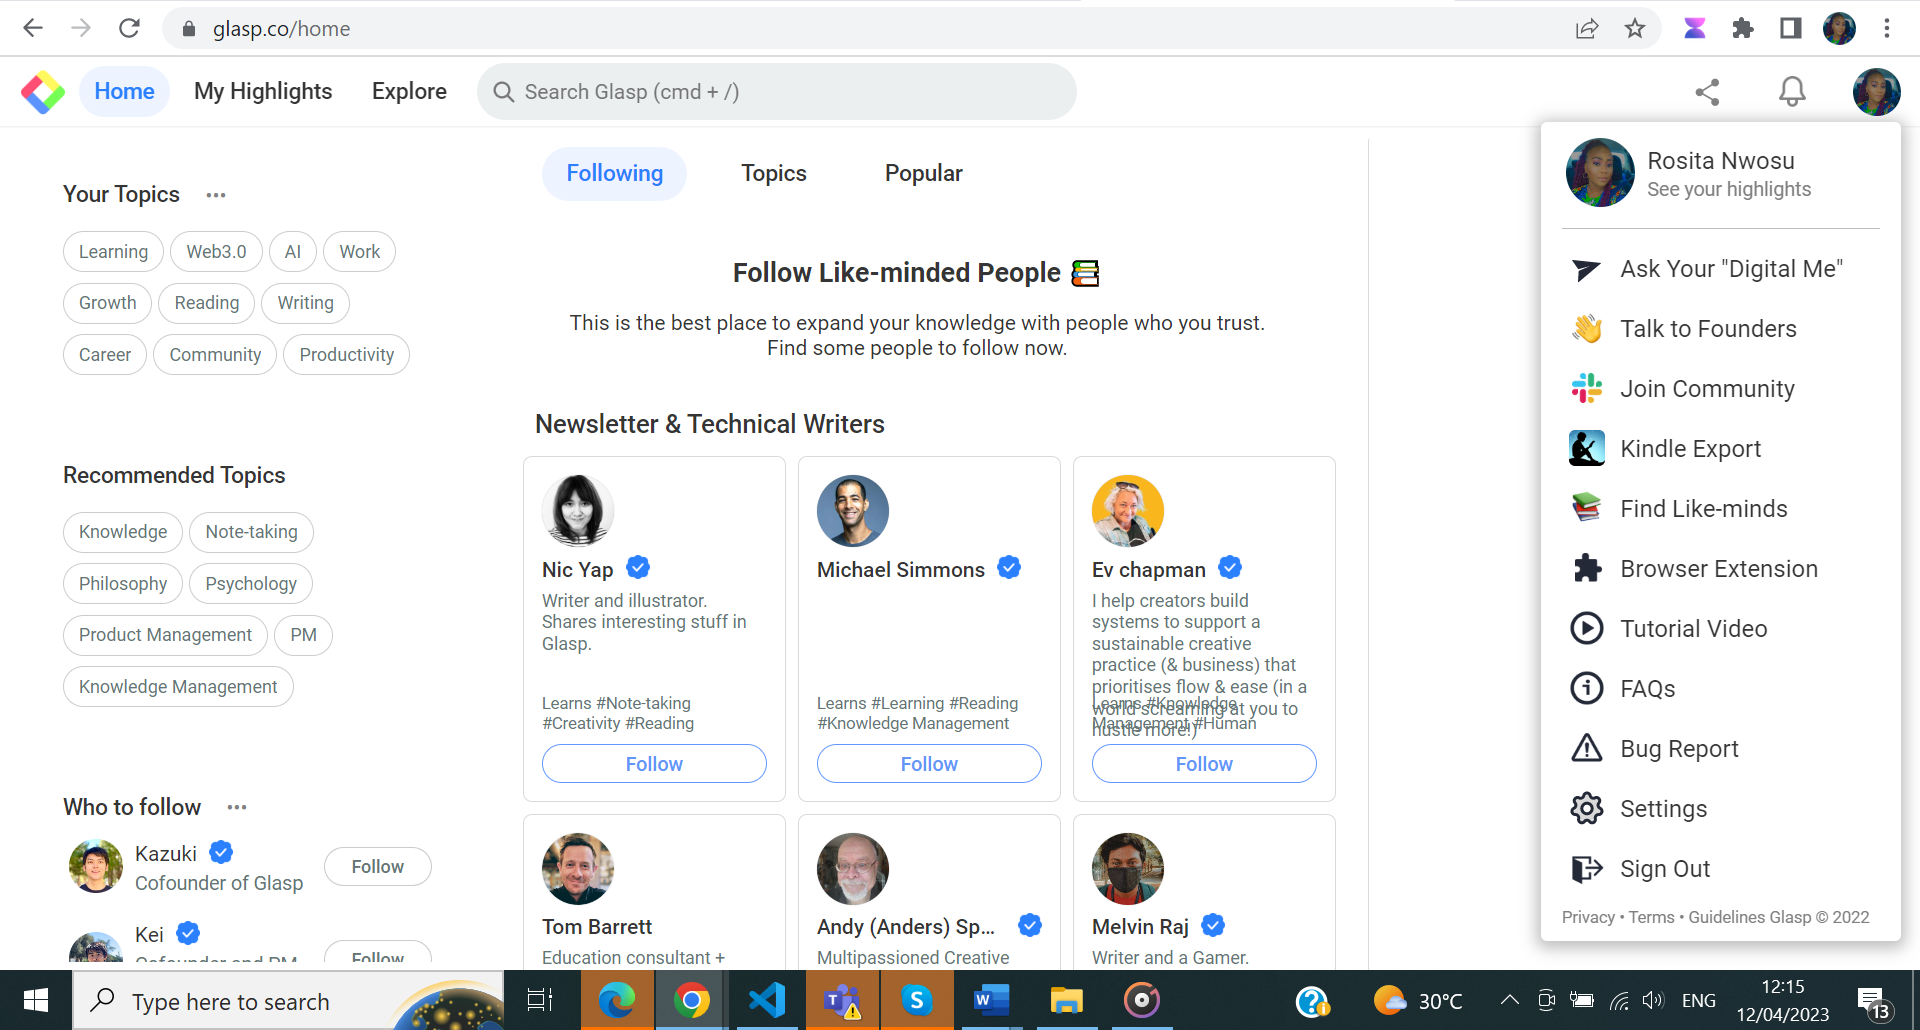 glasp.co/home
Home
My Highlights
Explore
Search Glasp (cmd + /)
Your Topics
Learning
Web3.0
AI
Work
Growth
Reading
Writing
Career
Community
Productivity
Recommended Topics
Knowledge
Note-taking
Philosophy
Psychology
Product Management
PM
Knowledge Management
Who to follow
Kazuki
Cofounder of Glasp
Follow
Kei
Cofounder and PM
Follow
Following
Topics
Popular
Follow Like-minded People
This is the best place to expand your knowledge with people who you trust.
Find some people to follow now.
Newsletter & Technical Writers
Nic Yap
Writer and illustrator.
Shares interesting stuff in
Glasp.
Learns #Note-taking
#Creativity #Reading
Follow
Michael Simmons
Learns #Learning #Reading
#Knowledge Management
Follow
Ev chapman
I help creators build
systems to support a
sustainable creative
practice (& business) that
prioritises flow & ease (in a
world screaming at you to
hustle more!)
Learns #Knowledge
Management #Human
Follow
Tom Barrett
Education consultant +
Andy (Anders) Sp...
Multipassioned Creative
Melvin Raj
Writer and a Gamer.
Rosita Nwosu
See your highlights
Ask Your "Digital Me"
Talk to Founders
Join Community
Kindle Export
Find Like-minds
Browser Extension
Tutorial Video
FAQs
Bug Report
Settings
Sign Out
Privacy • Terms • Guidelines Glasp © 2022
Type here to search
30°C
ENG
12:15
12/04/2023
13